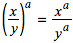 (x/y)^a = x^a/y^a